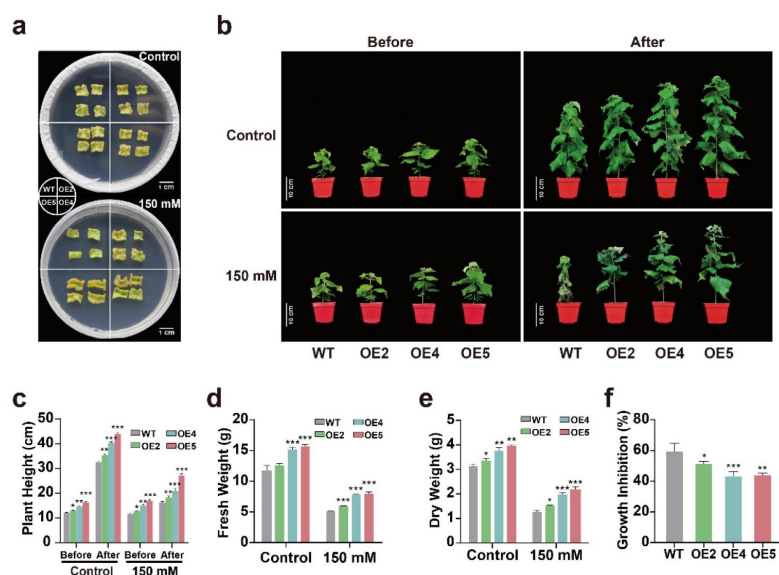 a
Control
WT OE2
OE5 OE4
1 cm
150 mM
1 cm
b
Before After
Control
10 cm
10 cm
150 mM
10 cm
10 cm
WT OE2 OE4 OE5 WT OE2 OE4 OE5
c
Plant Height (cm)
60
50
40
30
20
10
0
WT OE4
OE2 OE5
* ** ***
** *** ***
* ** ***
** ** ***
Before After Before After
Control 150 mM
d
Fresh Weight (g)
20
15
10
5
0
WT OE4
OE2 OE5
*** ***
*** *** ***
Control 150 mM
e
Dry Weight (g)
5
4
3
2
1
0
WT OE4
OE2 OE5
* ** **
* *** ***
Control 150 mM
f
Growth Inhibition (%)
100
80
60
40
20
0
* *** **
WT OE2 OE4 OE5